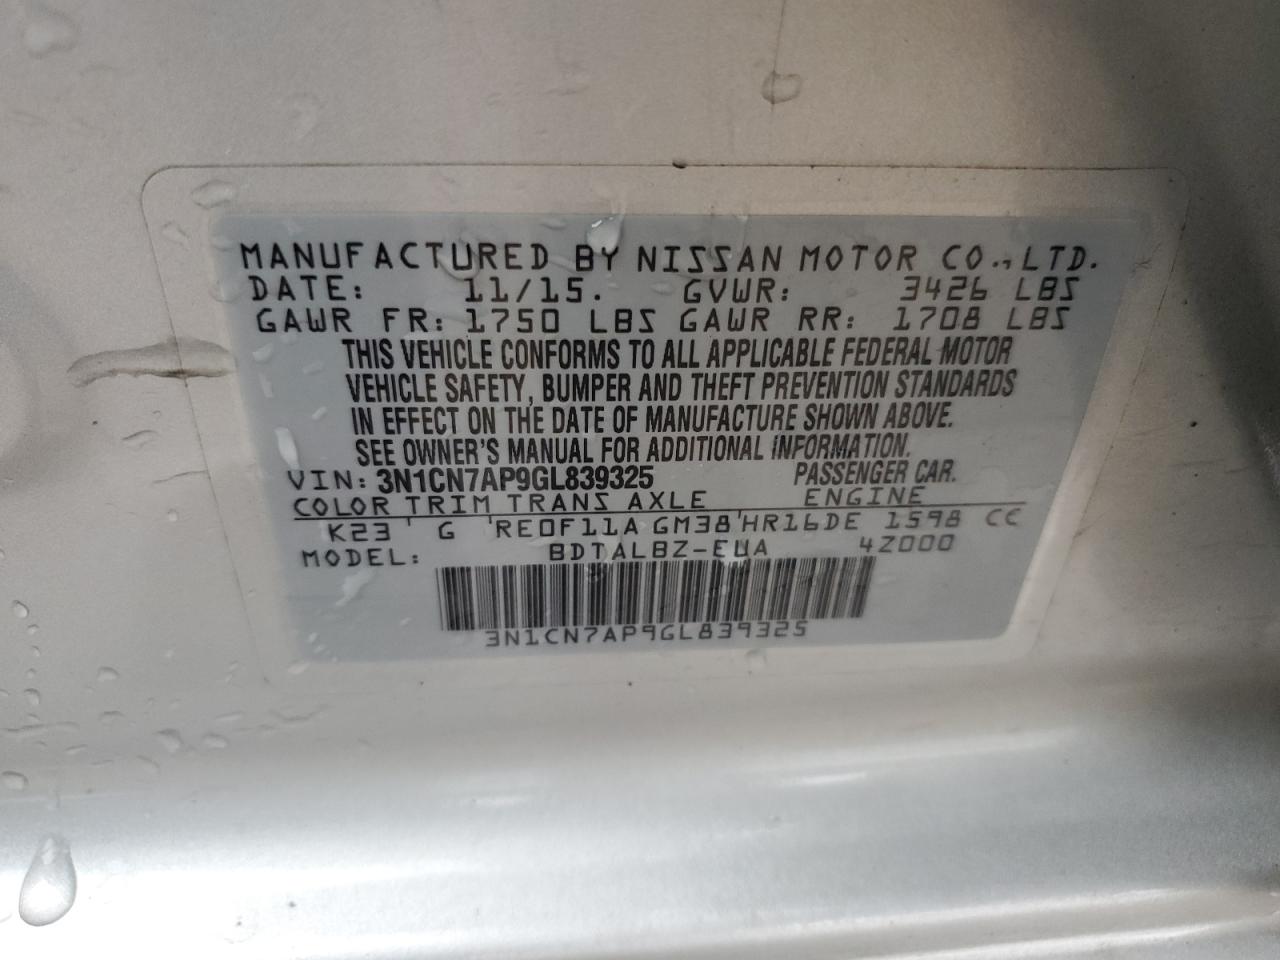 MANUFACTURED BY NISSAN MOTOR CO.,LTD.
DATE: 11/15. GVWR: 3426 LBS
GAWR FR: 1750 LBS GAWR RR: 1708 LBS
THIS VEHICLE CONFORMS TO ALL APPLICABLE FEDERAL MOTOR
VEHICLE SAFETY, BUMPER AND THEFT PREVENTION STANDARDS
IN EFFECT ON THE DATE OF MANUFACTURE SHOWN ABOVE.
SEE OWNER'S MANUAL FOR ADDITIONAL INFORMATION.
VIN: 3N1CN7AP9GL839325 PASSENGER CAR.
COLOR TRIM TRANS AXLE ENGINE
K23 G RE0F11A GM38 HR16DE 1598 CC
MODEL: BDTALBZ-EUA 4Z000
3N1CN7AP9GL839325